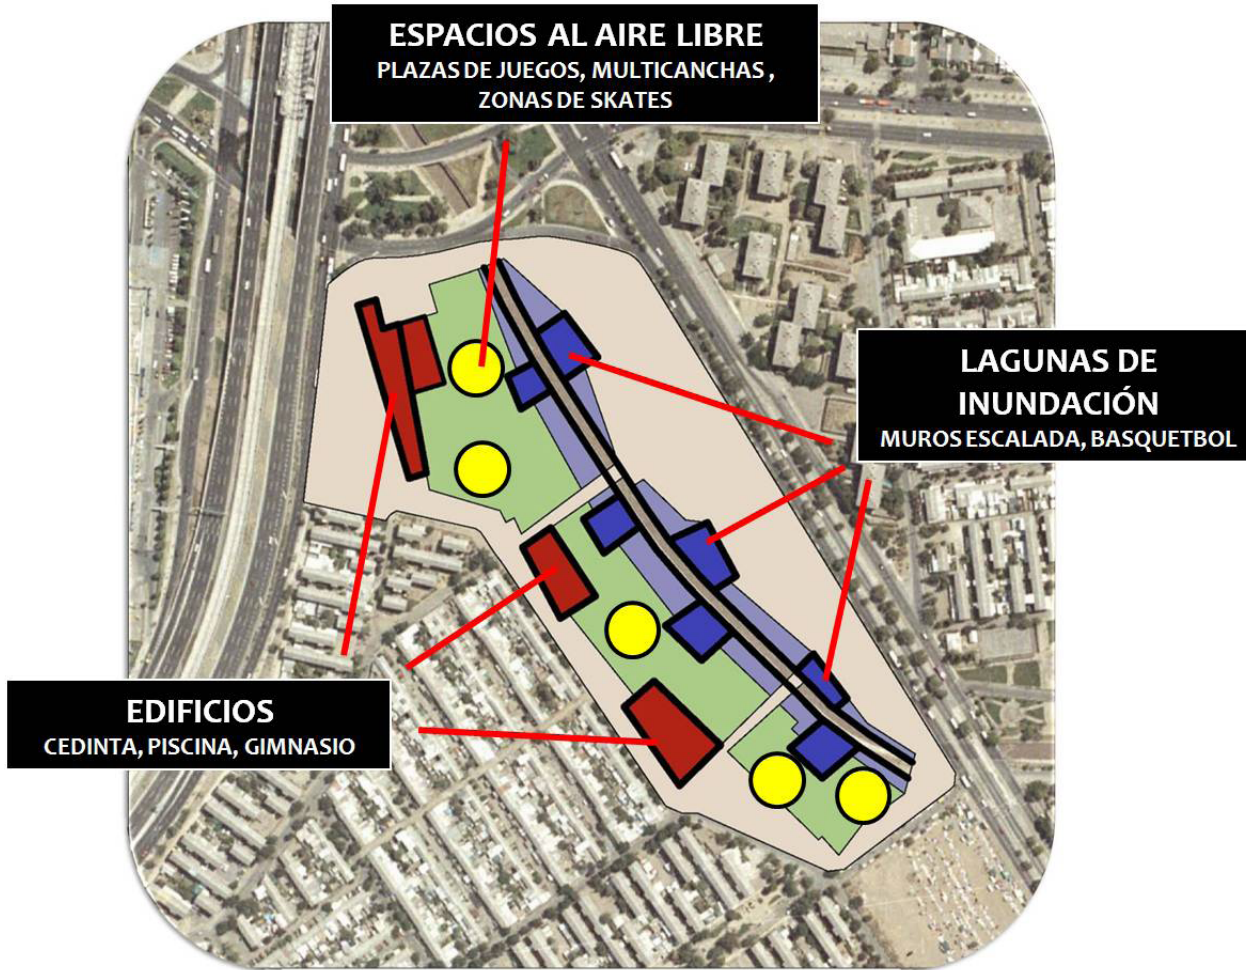 ESPACIOS AL AIRE LIBRE
PLAZAS DE JUEGOS, MULTICANCHAS ,
ZONAS DE SKATES
LAGUNAS DE
INUNDACIÓN
MUROS ESCALADA, BASQUETBOL
EDIFICIOS
CEDINTA, PISCINA, GIMNASIO